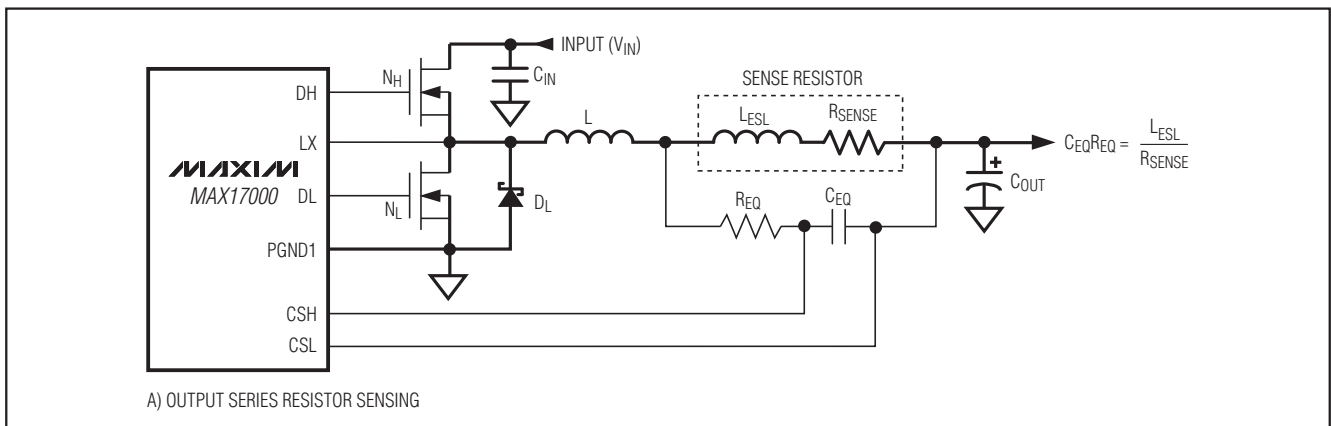 INPUT (VIN)
NH
CIN
SENSE RESISTOR
DH
LESL
RSENSE
L
LX
CEQREQ = LESL / RSENSE
MAXIM
MAX17000
DL
NL
DL
REQ
CEQ
+
COUT
PGND1
CSH
CSL
A) OUTPUT SERIES RESISTOR SENSING